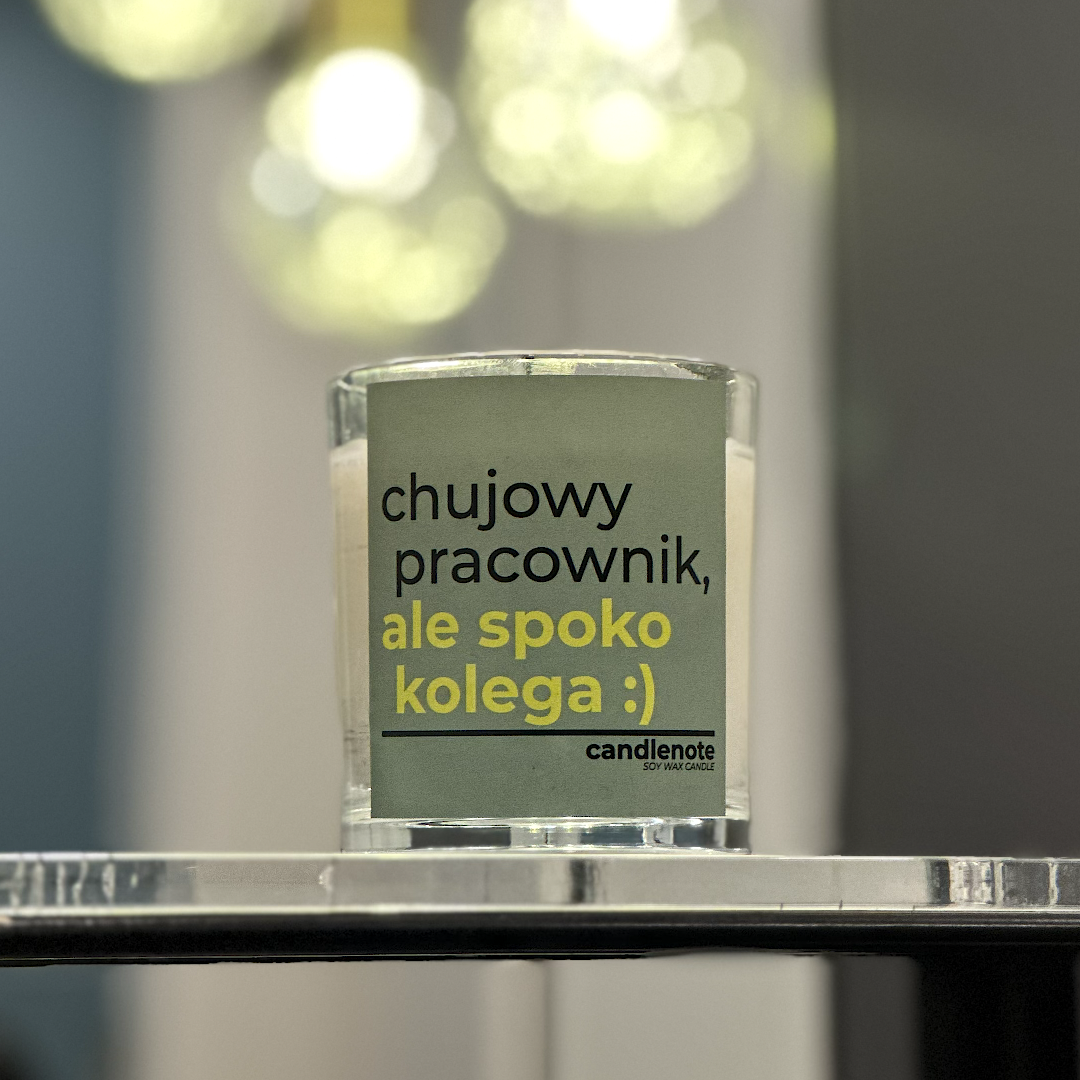 chujowy
pracownik,
ale spoko
kolega :)
candlenote
SOY WAX CANDLE